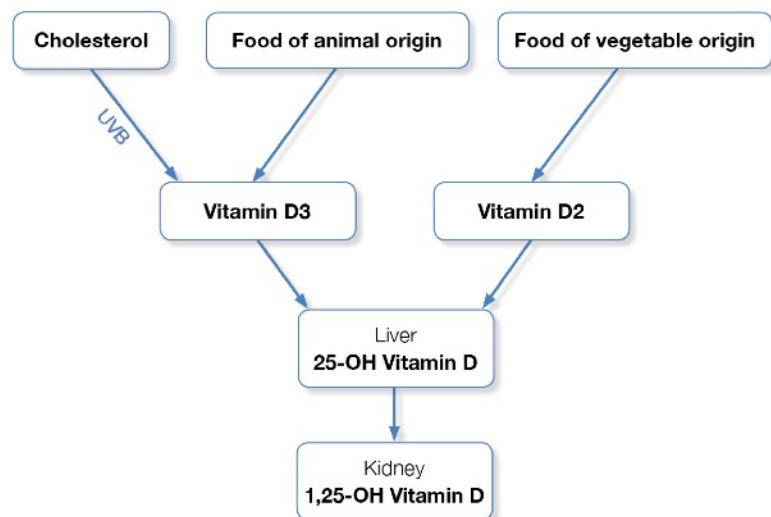 Cholesterol
Food of animal origin
Food of vegetable origin
UVB
Vitamin D3
Vitamin D2
Liver
25-OH Vitamin D
Kidney
1,25-OH Vitamin D